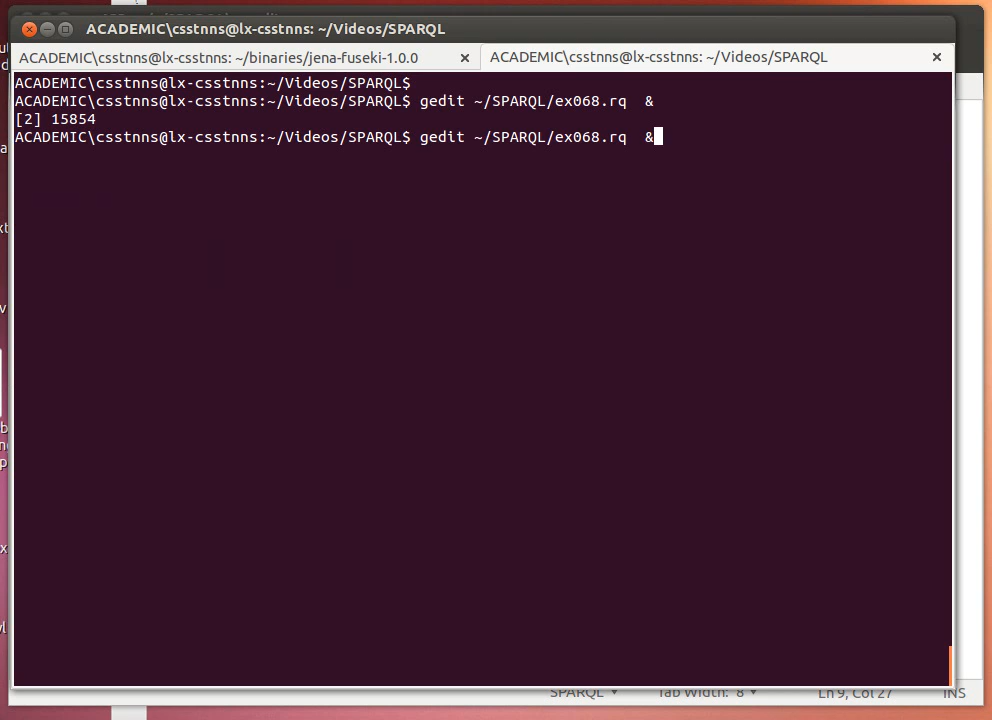 ACADEMIC\csstnns@lx-csstnns: ~/Videos/SPARQL
ACADEMIC\csstnns@lx-csstnns: ~/binaries/jena-fuseki-1.0.0
ACADEMIC\csstnns@lx-csstnns: ~/Videos/SPARQL
ACADEMIC\csstnns@lx-csstnns:~/Videos/SPARQL$
ACADEMIC\csstnns@lx-csstnns:~/Videos/SPARQL$ gedit ~/SPARQL/ex068.rq  &
[2] 15854
ACADEMIC\csstnns@lx-csstnns:~/Videos/SPARQL$ gedit ~/SPARQL/ex068.rq  &
SPARQL Tab Width: 8 Ln 9, Col 27 INS